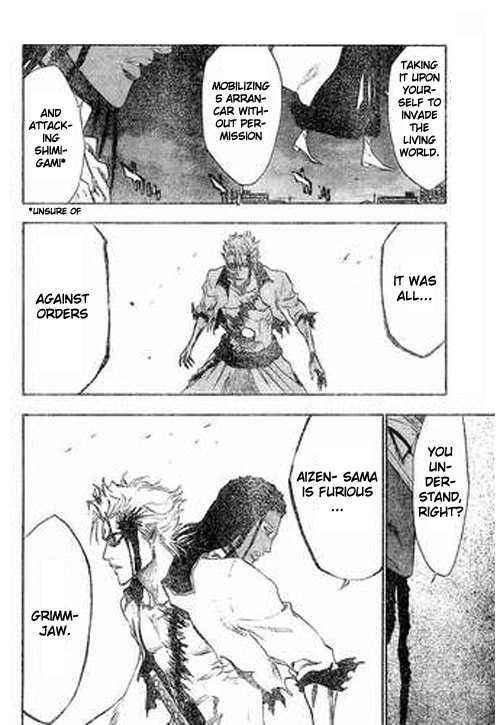 TAKING
IT UPON
YOUR-
SELF TO
INVADE
THE
LIVING
WORLD.
MOBILIZING
5 ARRAN-
CAR WITH-
OUT PER-
MISSION
AND
ATTACK-
ING
SHIMI-
GAMI*
*UNSURE OF
IT WAS
ALL...
AGAINST
ORDERS
YOU
UN-
DER-
STAND,
RIGHT?
AIZEN- SAMA
IS FURIOUS
...
GRIMM-
JAW.